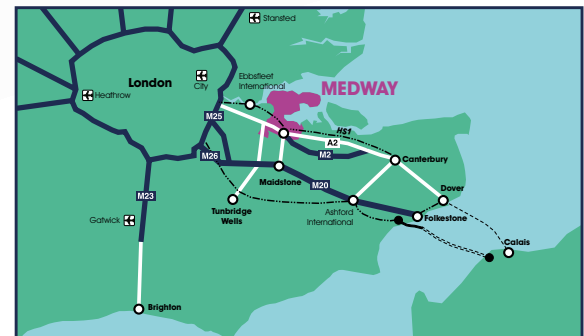 Stansted
London
Ebbsfleet
International
City
MEDWAY
Heathrow
M25
HS1
A2
M2
M26
Canterbury
Maidstone
M20
Dover
M23
Tunbridge
Wells
Ashford
International
Folkestone
Gatwick
Calais
Brighton